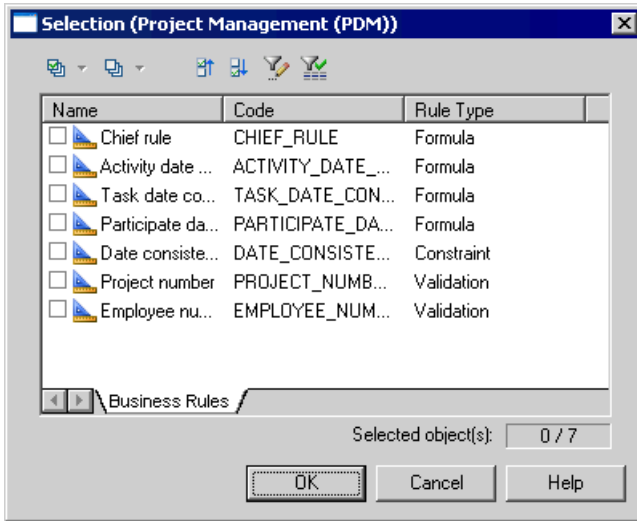 Selection (Project Management (PDM))
Name Code Rule Type
Chief rule CHIEF_RULE Formula
Activity date ... ACTIVITY_DATE_... Formula
Task date co... TASK_DATE_CON... Formula
Participate da... PARTICIPATE_DA... Formula
Date consiste... DATE_CONSISTE... Constraint
Project number PROJECT_NUMB... Validation
Employee nu... EMPLOYEE_NUM... Validation
Business Rules
Selected object(s): 0 / 7
OK Cancel Help